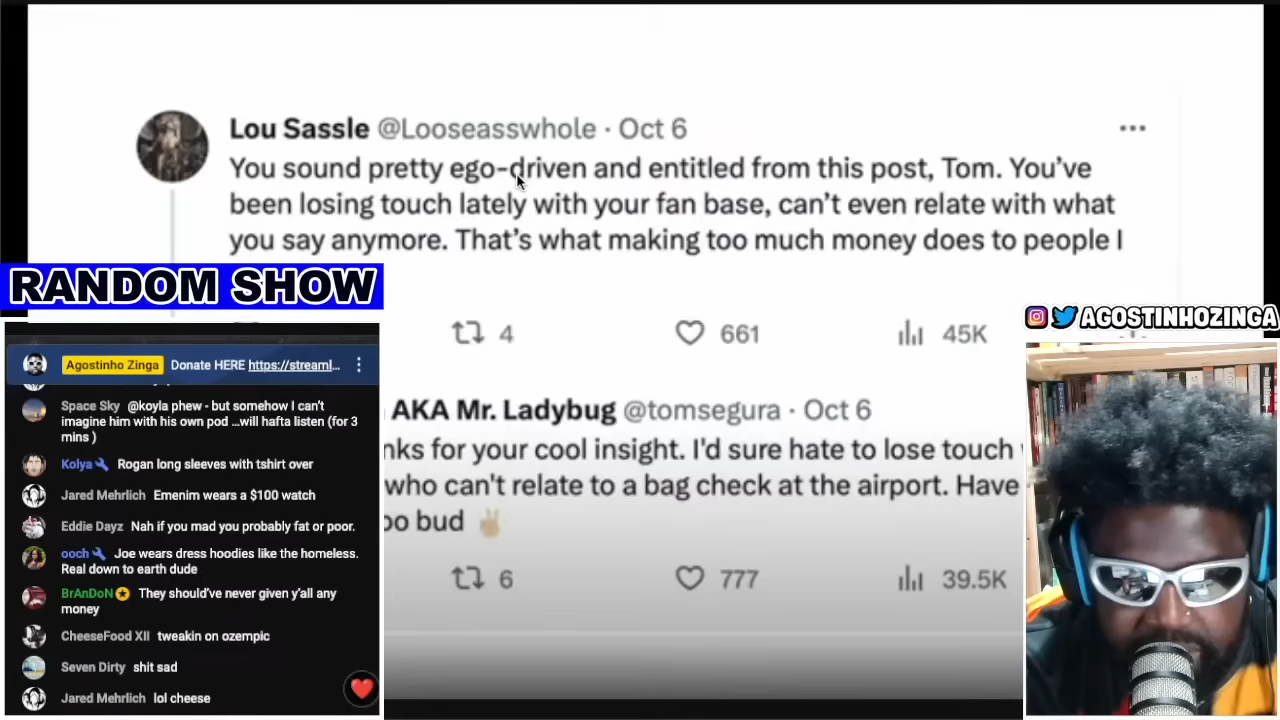 Lou Sassle @Looseasswhole · Oct 6
You sound pretty ego-driven and entitled from this post, Tom. You've
been losing touch lately with your fan base, can't even relate with what
you say anymore. That's what making too much money does to people I
4 661 45K
RANDOM SHOW
AGOSTINHOZINGA
Agostinho Zinga Donate HERE https://streaml...
Space Sky @koyla phew - but somehow I can't
imagine him with his own pod ...will hafta listen (for 3
mins )
Kolya Rogan long sleeves with tshirt over
Jared Mehrlich Emenim wears a $100 watch
Eddie Dayz Nah if you mad you probably fat or poor.
ooch Joe wears dress hoodies like the homeless.
Real down to earth dude
BrAnDoN They should've never given y'all any
money
CheeseFood XII tweakin on ozempic
Seven Dirty shit sad
Jared Mehrlich lol cheese
AKA Mr. Ladybug @tomsegura · Oct 6
nks for your cool insight. I'd sure hate to lose touch
who can't relate to a bag check at the airport. Have
oo bud ✌🏼
6 777 39.5K